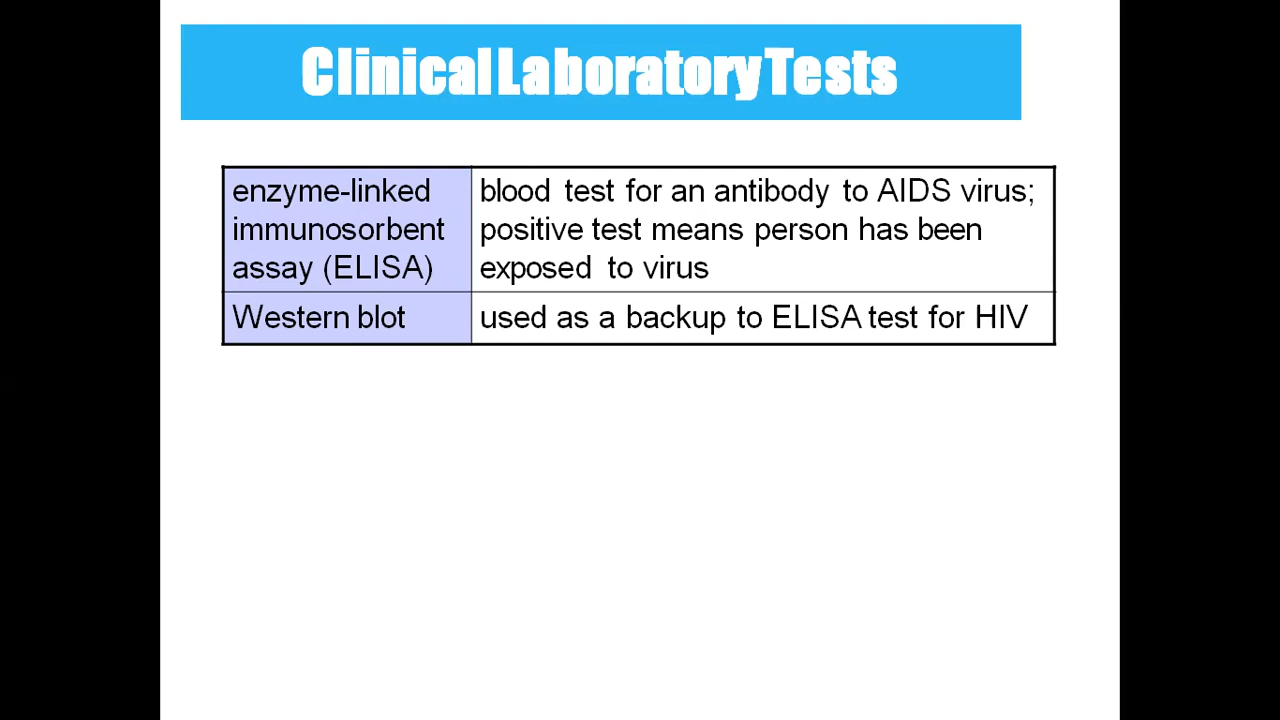 Clinical Laboratory Tests
enzyme-linked
immunosorbent
assay (ELISA)
blood test for an antibody to AIDS virus;
positive test means person has been
exposed to virus
Western blot
used as a backup to ELISA test for HIV